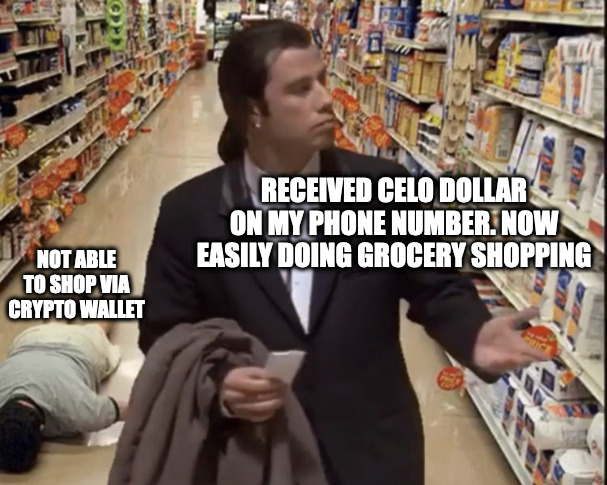 RECEIVED CELO DOLLAR
ON MY PHONE NUMBER. NOW
EASILY DOING GROCERY SHOPPING
NOT ABLE
TO SHOP VIA
CRYPTO WALLET
PRICE